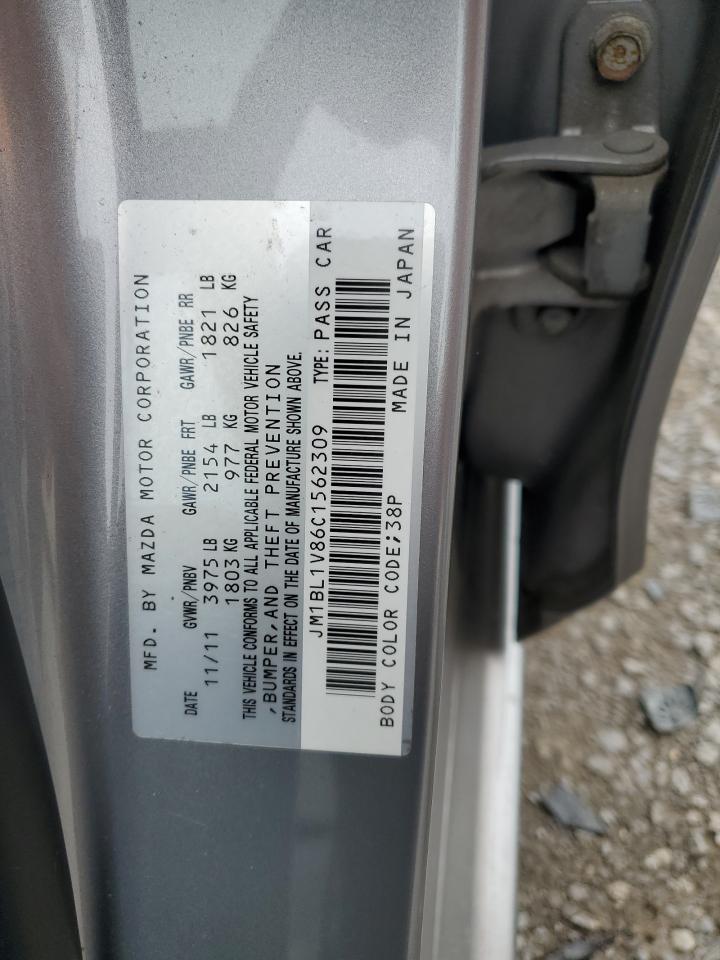 MFD. BY MAZDA MOTOR CORPORATION
DATE GVWR/PNBV GAWR/PNBE FRT GAWR/PNBE RR
11/11 3975 LB 2154 LB 1821 LB
1803 KG 977 KG 826 KG
THIS VEHICLE CONFORMS TO ALL APPLICABLE FEDERAL MOTOR VEHICLE SAFETY
,BUMPER,AND THEFT PREVENTION
STANDARDS IN EFFECT ON THE DATE OF MANUFACTURE SHOWN ABOVE.
JM1BL1V86C1562309 TYPE: PASS CAR
BODY COLOR CODE;38P MADE IN JAPAN